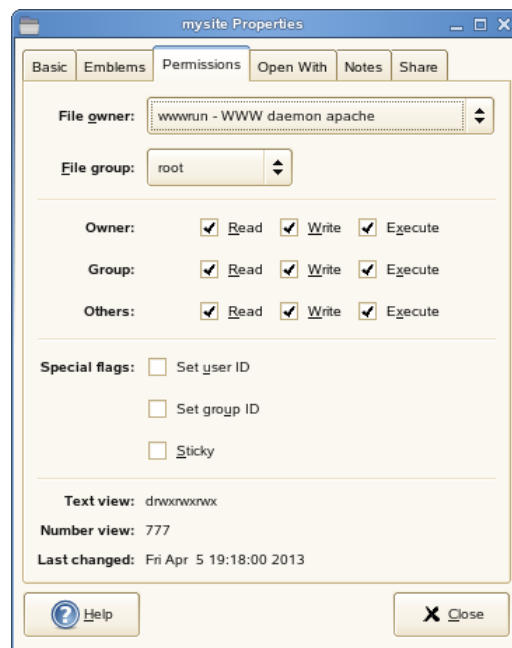 mysite Properties
Basic Emblems Permissions Open With Notes Share
File owner: wwwrun - WWW daemon apache
File group: root
Owner: Read Write Execute
Group: Read Write Execute
Others: Read Write Execute
Special flags: Set user ID
Set group ID
Sticky
Text view: drwxrwxrwx
Number view: 777
Last changed: Fri Apr 5 19:18:00 2013
Help Close